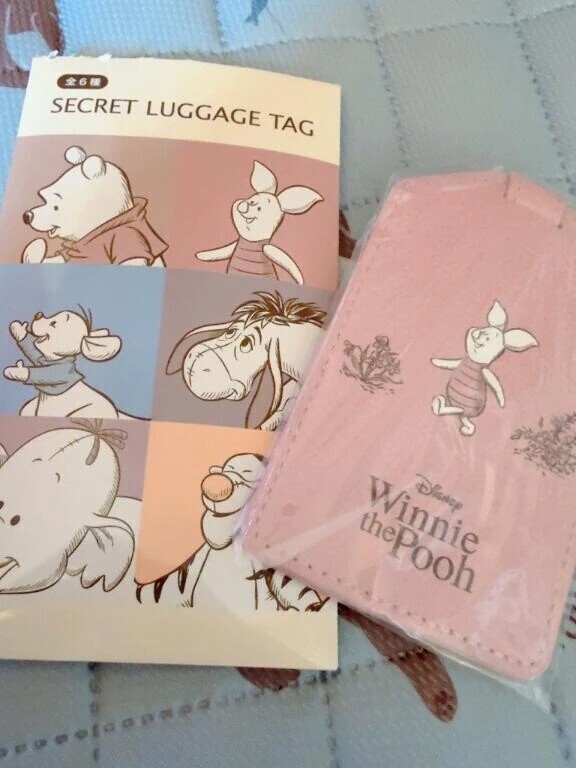 全6種
SECRET LUGGAGE TAG
Disney
Winnie
the Pooh